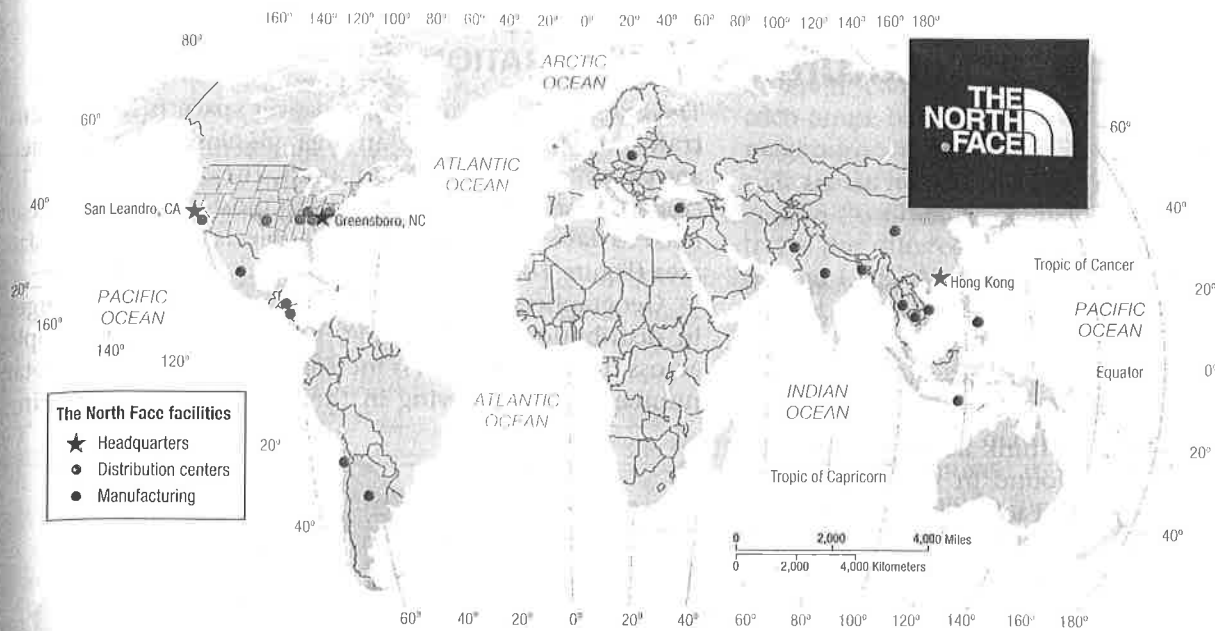 160° 140° 120° 100° 80° 60° 40° 20° 0° 20° 40° 60° 80° 100° 120° 140° 160° 180°
80°
ARCTIC
OCEAN
THE
NORTH
FACE
60°
60°
ATLANTIC
OCEAN
40°
San Leandro, CA
Greensboro, NC
40°
Tropic of Cancer
Hong Kong
20°
20°
PACIFIC
OCEAN
PACIFIC
OCEAN
160°
140°
120°
Equator
0°
ATLANTIC
OCEAN
INDIAN
OCEAN
The North Face facilities
Headquarters
Distribution centers
Manufacturing
20°
20°
Tropic of Capricorn
40°
40°
0 2,000 4,000 Miles
0 2,000 4,000 Kilometers
60° 40° 20° 0° 20° 40° 60° 80° 100° 120° 140° 160° 180°